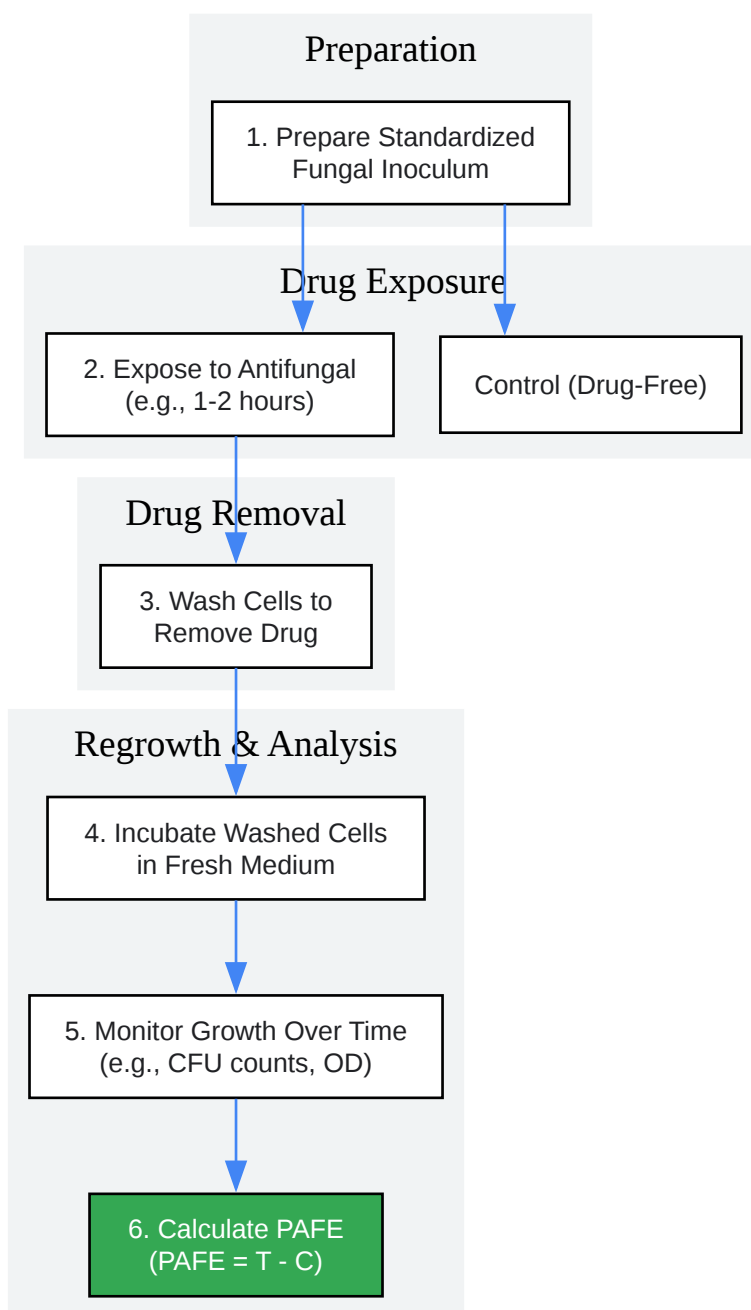 Preparation
1. Prepare Standardized
Fungal Inoculum
Drug Exposure
2. Expose to Antifungal
(e.g., 1-2 hours)
Control (Drug-Free)
Drug Removal
3. Wash Cells to
Remove Drug
Regrowth & Analysis
4. Incubate Washed Cells
in Fresh Medium
5. Monitor Growth Over Time
(e.g., CFU counts, OD)
6. Calculate PAFE
(PAFE = T - C)